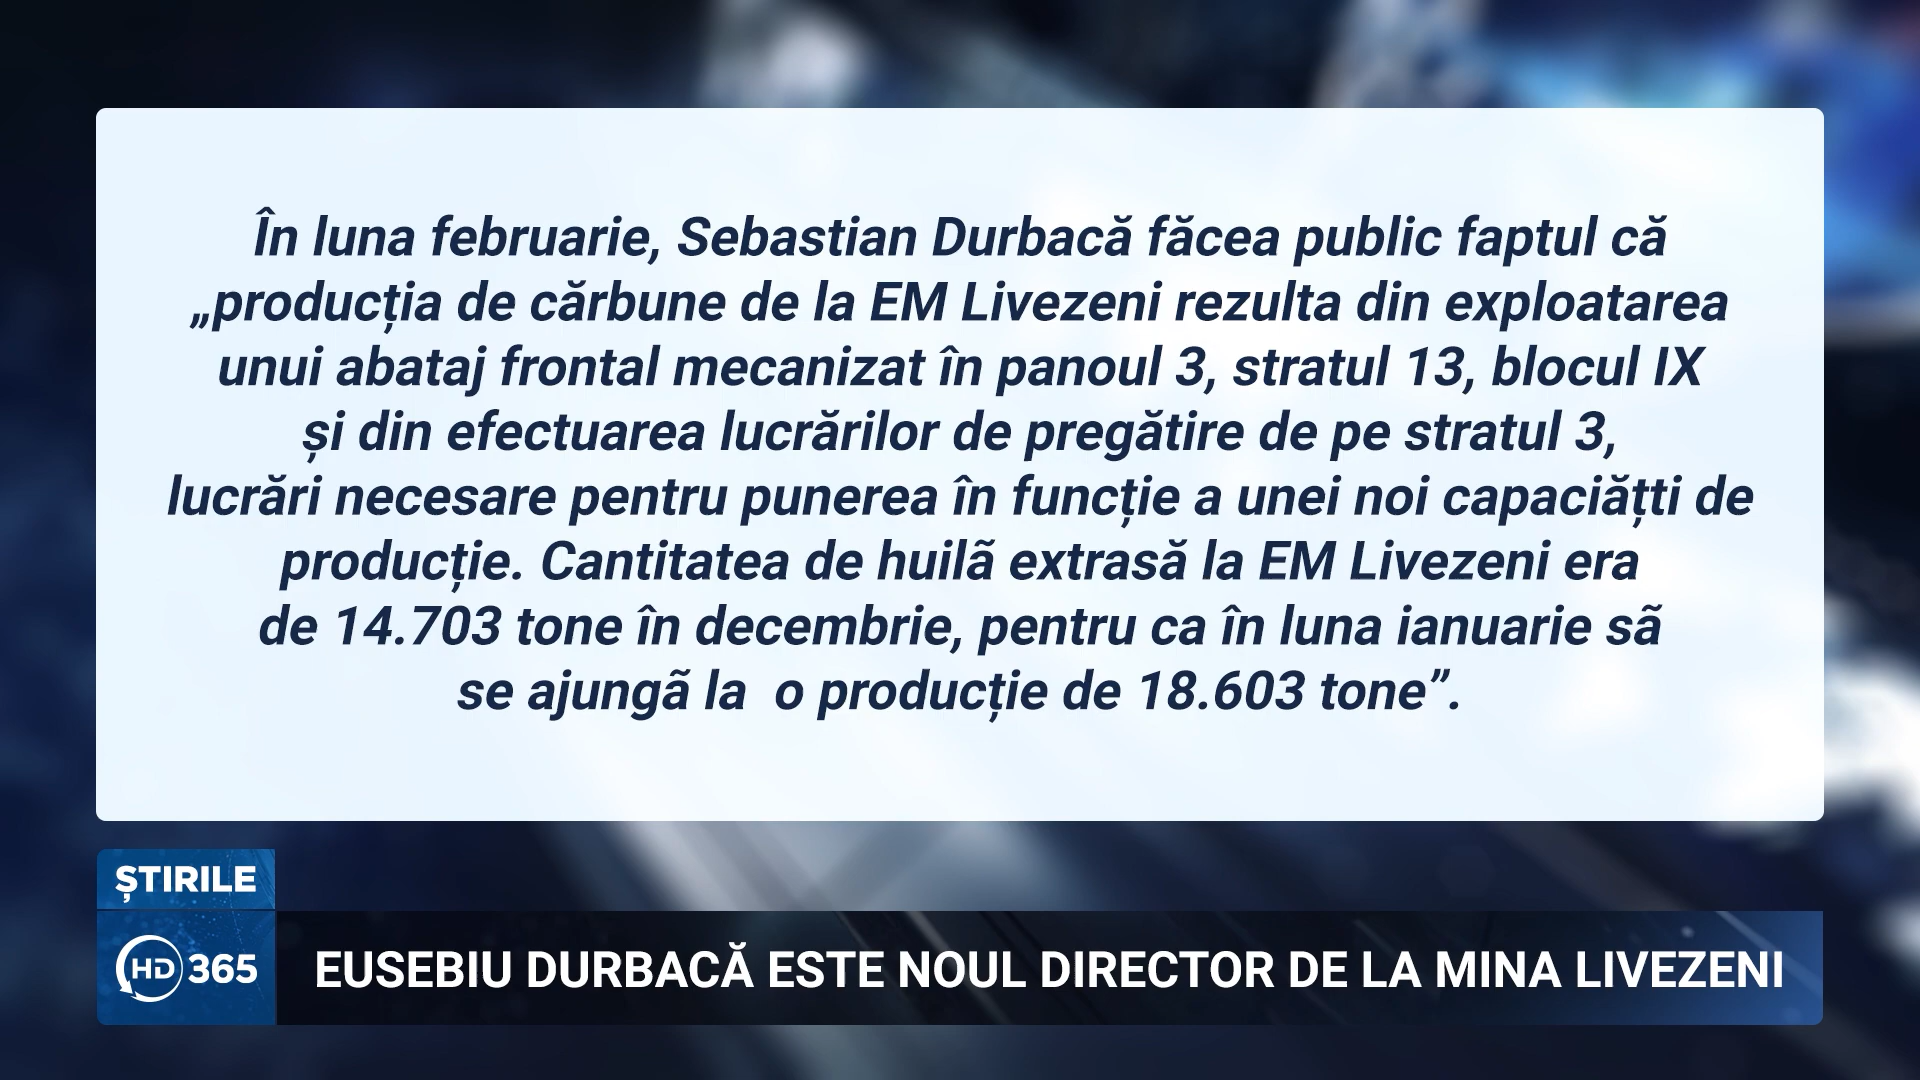 În luna februarie, Sebastian Durbacă făcea public faptul că
„producția de cărbune de la EM Livezeni rezulta din exploatarea
unui abataj frontal mecanizat în panoul 3, stratul 13, blocul IX
și din efectuarea lucrărilor de pregătire de pe stratul 3,
lucrări necesare pentru punerea în funcție a unei noi capaciățti de
producție. Cantitatea de huilã extrasă la EM Livezeni era
de 14.703 tone în decembrie, pentru ca în luna ianuarie sã
se ajungã la  o producție de 18.603 tone”.
ȘTIRILE
HD 365
EUSEBIU DURBACĂ ESTE NOUL DIRECTOR DE LA MINA LIVEZENI